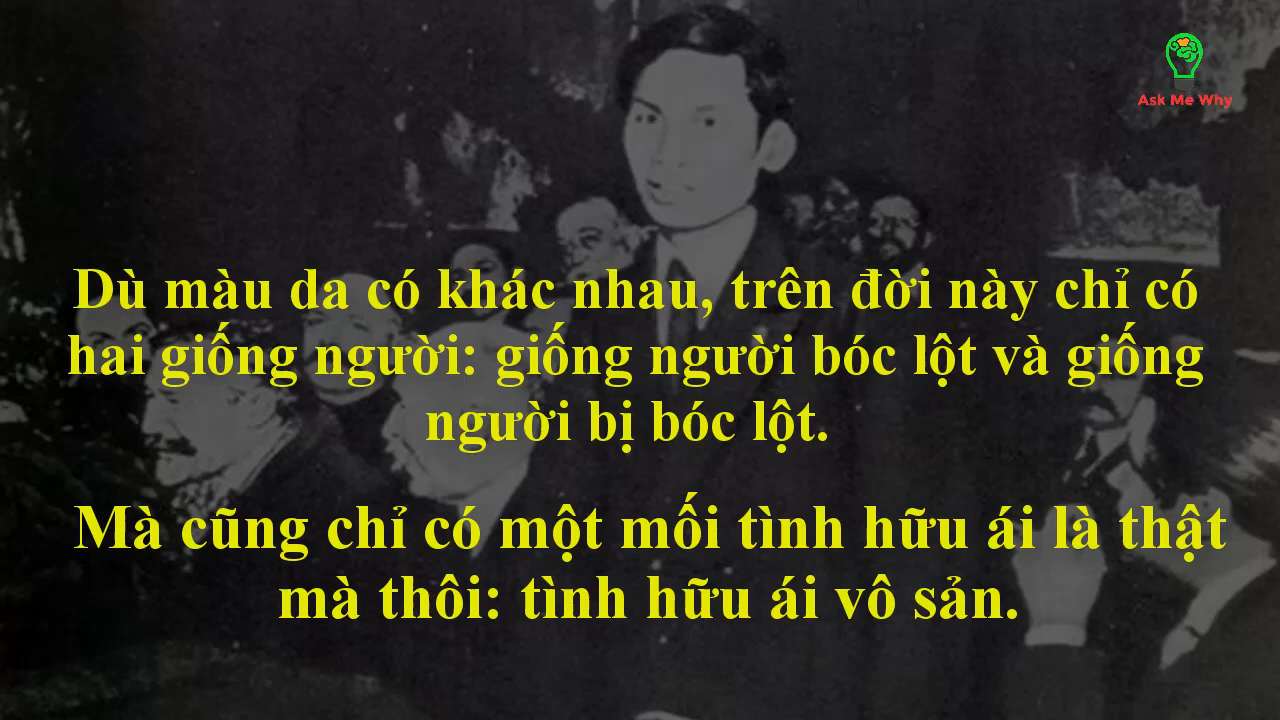 Ask Me Why
Dù màu da có khác nhau, trên đời này chỉ có
hai giống người: giống người bóc lột và giống
người bị bóc lột.
Mà cũng chỉ có một mối tình hữu ái là thật
mà thôi: tình hữu ái vô sản.